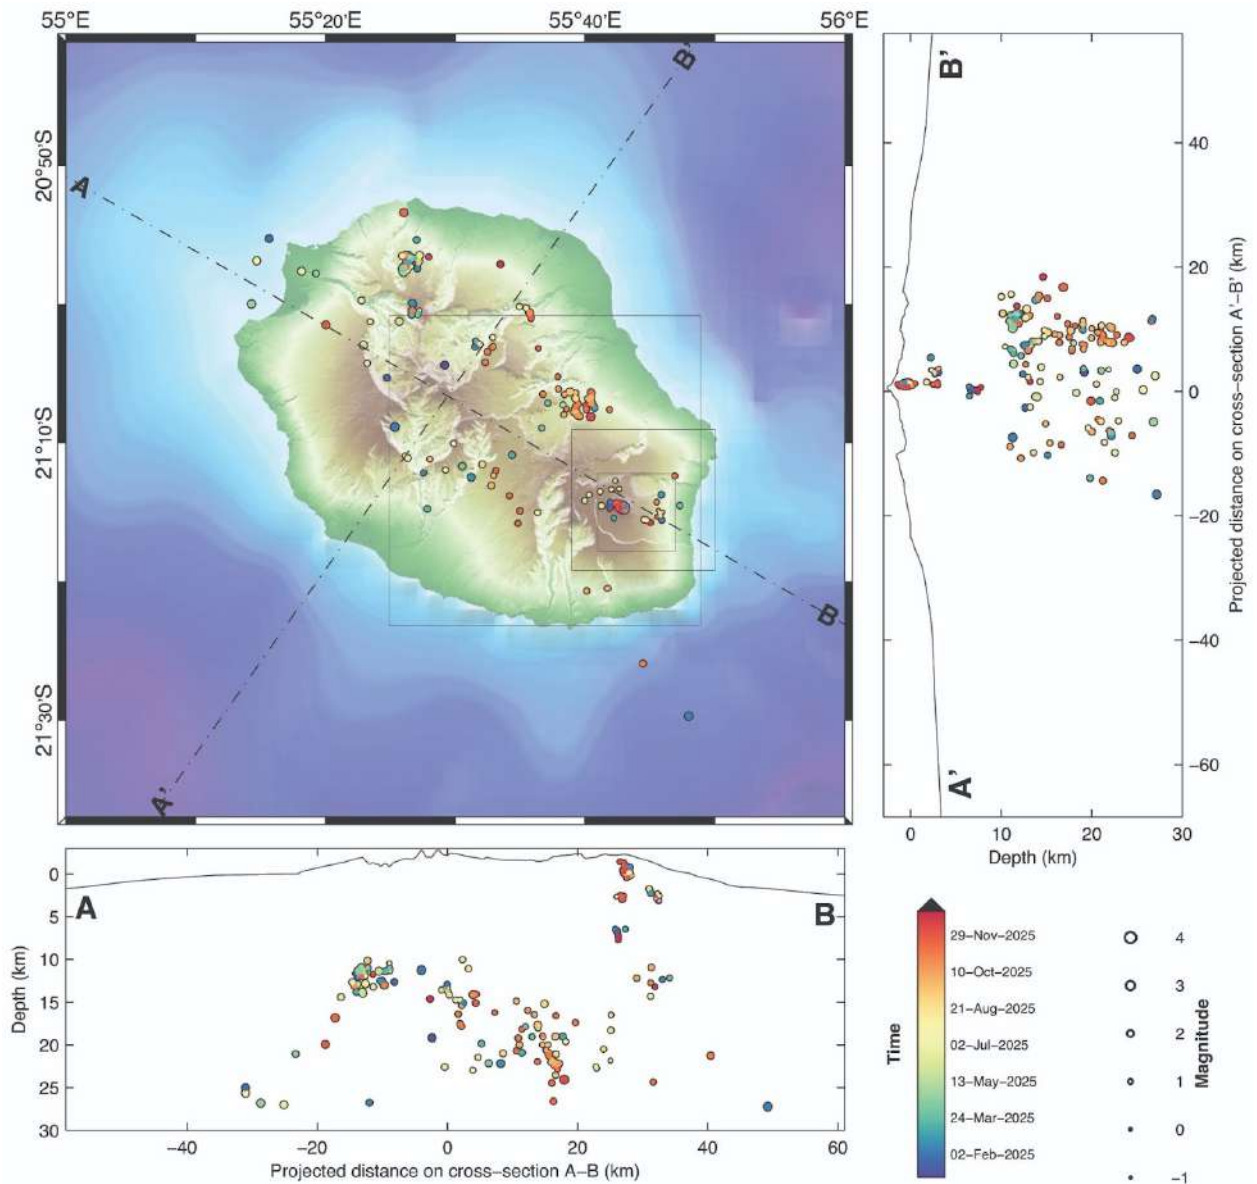 55°E 55°20'E 55°40'E 56°E
20°50'S
21°10'S
21°30'S
A
B'
B
A'
B'
A'
40
20
0
−20
−40
−60
Projected distance on cross−section A'−B' (km)
0 10 20 30
Depth (km)
A
B
0
5
10
15
20
25
30
Depth (km)
−40 −20 0 20 40 60
Projected distance on cross−section A−B (km)
Time
29−Nov−2025
10−Oct−2025
21−Aug−2025
02−Jul−2025
13−May−2025
24−Mar−2025
02−Feb−2025
4
3
2
1
0
−1
Magnitude